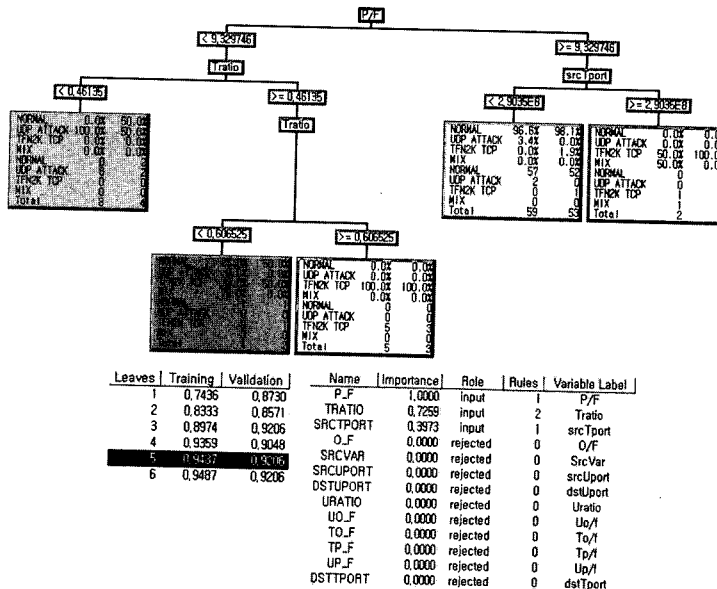 P/F
< 9,329746
>= 9,329746
Tratio
srcTport
< 0,46135
>= 0,46135
< 2,9035E8
>= 2,9035E8
Tratio
NORMAL 0.0% 50.0%
UDP ATTACK 100.0% 50.0%
TFN2K TCP 0.0% 0.0%
MIX 0.0% 0.0%
NORMAL 0
UDP ATTACK
TFN2K TCP
MIX
Total
NORMAL 96.6% 98.1%
UDP ATTACK 3.4% 0.0%
TFN2K TCP 0.0% 1.9%
MIX 0.0% 0.0%
NORMAL 57 52
UDP ATTACK 2 0
TFN2K TCP 0 1
MIX 0 0
Total 59 53
NORMAL 0.0% 0.0
UDP ATTACK 0.0% 0.0
TFN2K TCP 50.0% 100.0
MIX 50.0% 0.0
NORMAL 0
UDP ATTACK 0
TFN2K TCP 1
MIX 1
Total 2
< 0,606525
>= 0,606525
NORMAL 0.0% 0.0%
UDP ATTACK 0.0% 0.0%
TFN2K TCP 100.0% 100.0%
MIX 0.0% 0.0%
NORMAL 0 0
UDP ATTACK 0 0
TFN2K TCP 5 3
MIX 0 0
Total 5 3
Leaves Training Validation
1 0,7436 0,8730
2 0,8333 0,8571
3 0,8974 0,9206
4 0,9359 0,9048
5 0,9487 0,9206
6 0,9487 0,9206
Name Importance Role Rules Variable Label
P_F 1,0000 input 1 P/F
TRATIO 0,7259 input 2 Tratio
SRCTPORT 0,3973 input 1 srcTport
O_F 0,0000 rejected 0 O/F
SRCVAR 0,0000 rejected 0 SrcVar
SRCUPORT 0,0000 rejected 0 srcUport
DSTUPORT 0,0000 rejected 0 dstUport
URATIO 0,0000 rejected 0 Uratio
UO_F 0,0000 rejected 0 Uo/f
TO_F 0,0000 rejected 0 To/f
TP_F 0,0000 rejected 0 Tp/f
UP_F 0,0000 rejected 0 Up/f
DSTTPORT 0,0000 rejected 0 dstTport